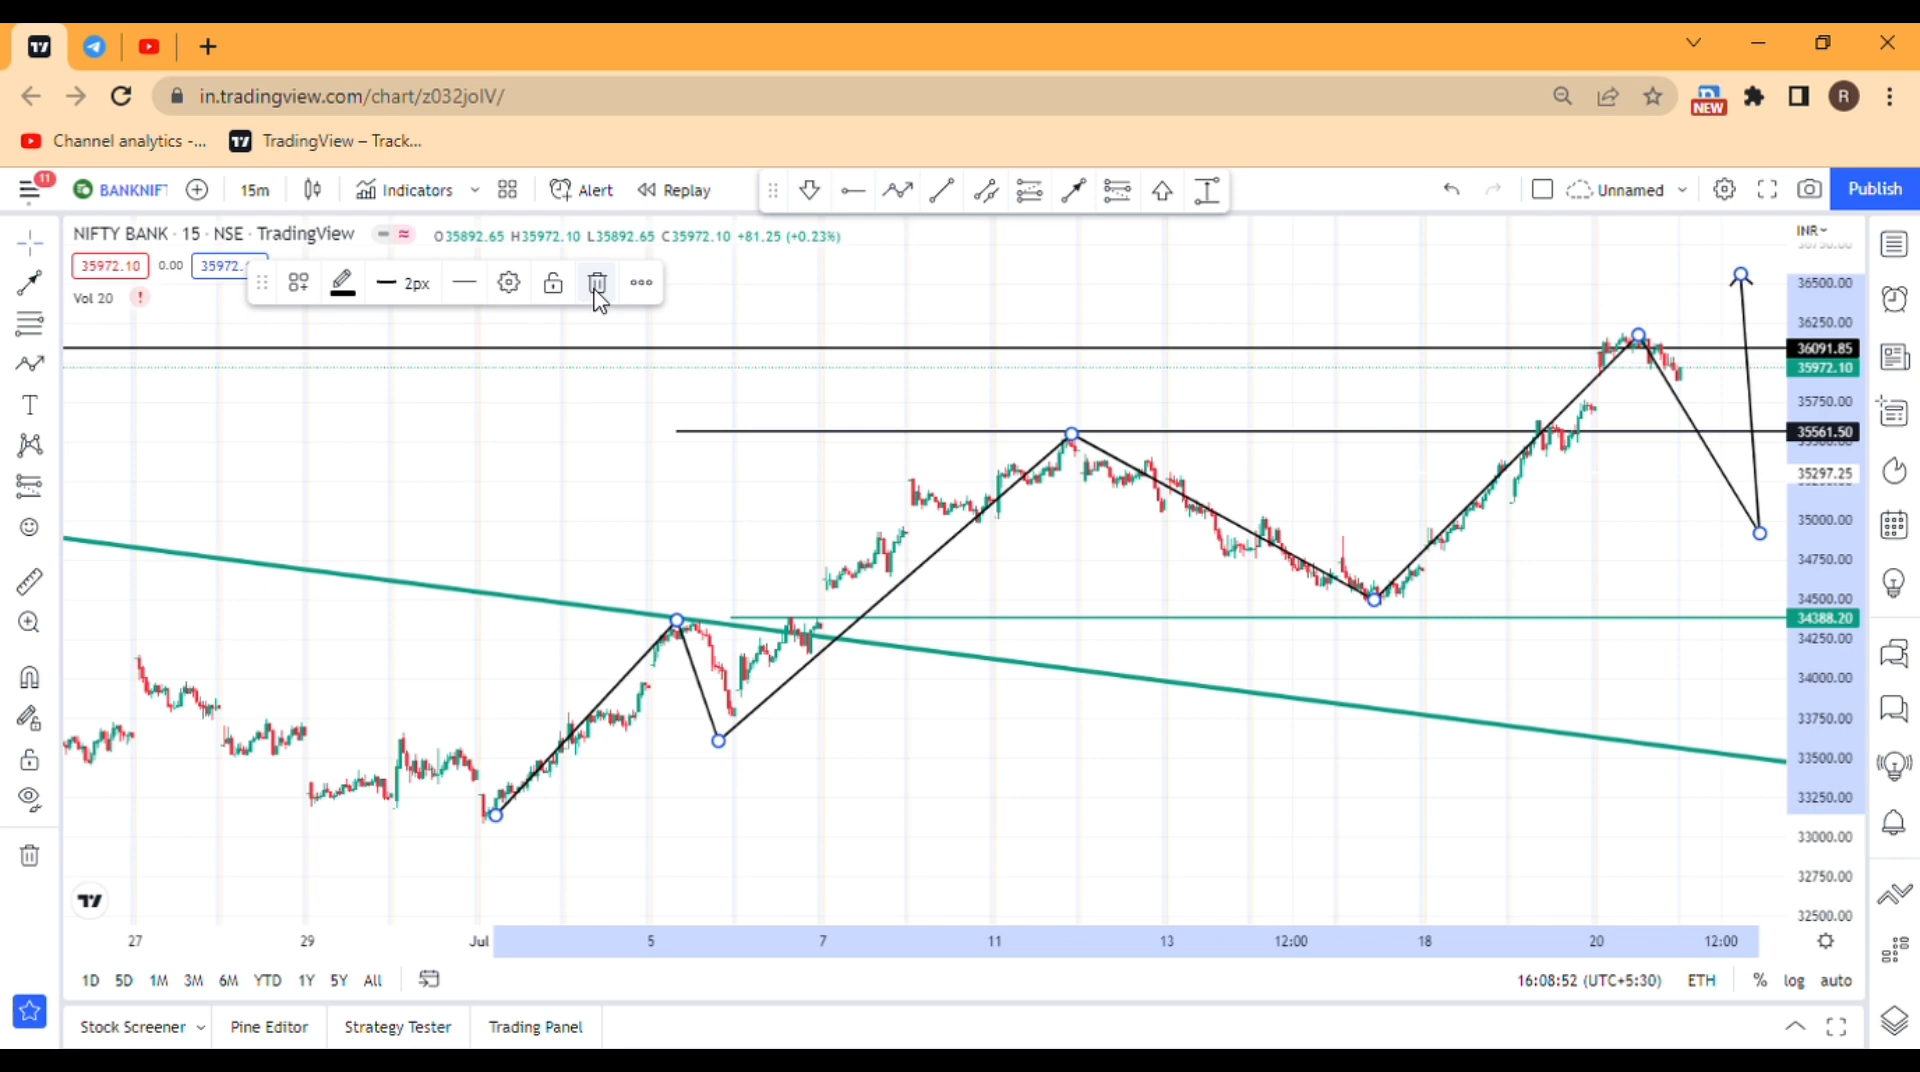 in.tradingview.com/chart/z032joIV/
NEW
R
Channel analytics -...
TradingView – Track...
11
BANKNIFT
15m
Indicators
Alert
Replay
Unnamed
Publish
NIFTY BANK · 15 · NSE · TradingView
O35892.65 H35972.10 L35892.65 C35972.10 +81.25 (+0.23%)
INR
35972.10
0.00
35972.
2px
Vol 20
!
36500.00
36250.00
36091.85
35972.10
35750.00
35561.50
35297.25
35000.00
34750.00
34500.00
34388.20
34250.00
34000.00
33750.00
33500.00
33250.00
33000.00
32750.00
32500.00
27
29
Jul
5
7
11
13
12:00
18
20
12:00
1D
5D
1M
3M
6M
YTD
1Y
5Y
All
16:08:52 (UTC+5:30)
ETH
%
log
auto
Stock Screener
Pine Editor
Strategy Tester
Trading Panel